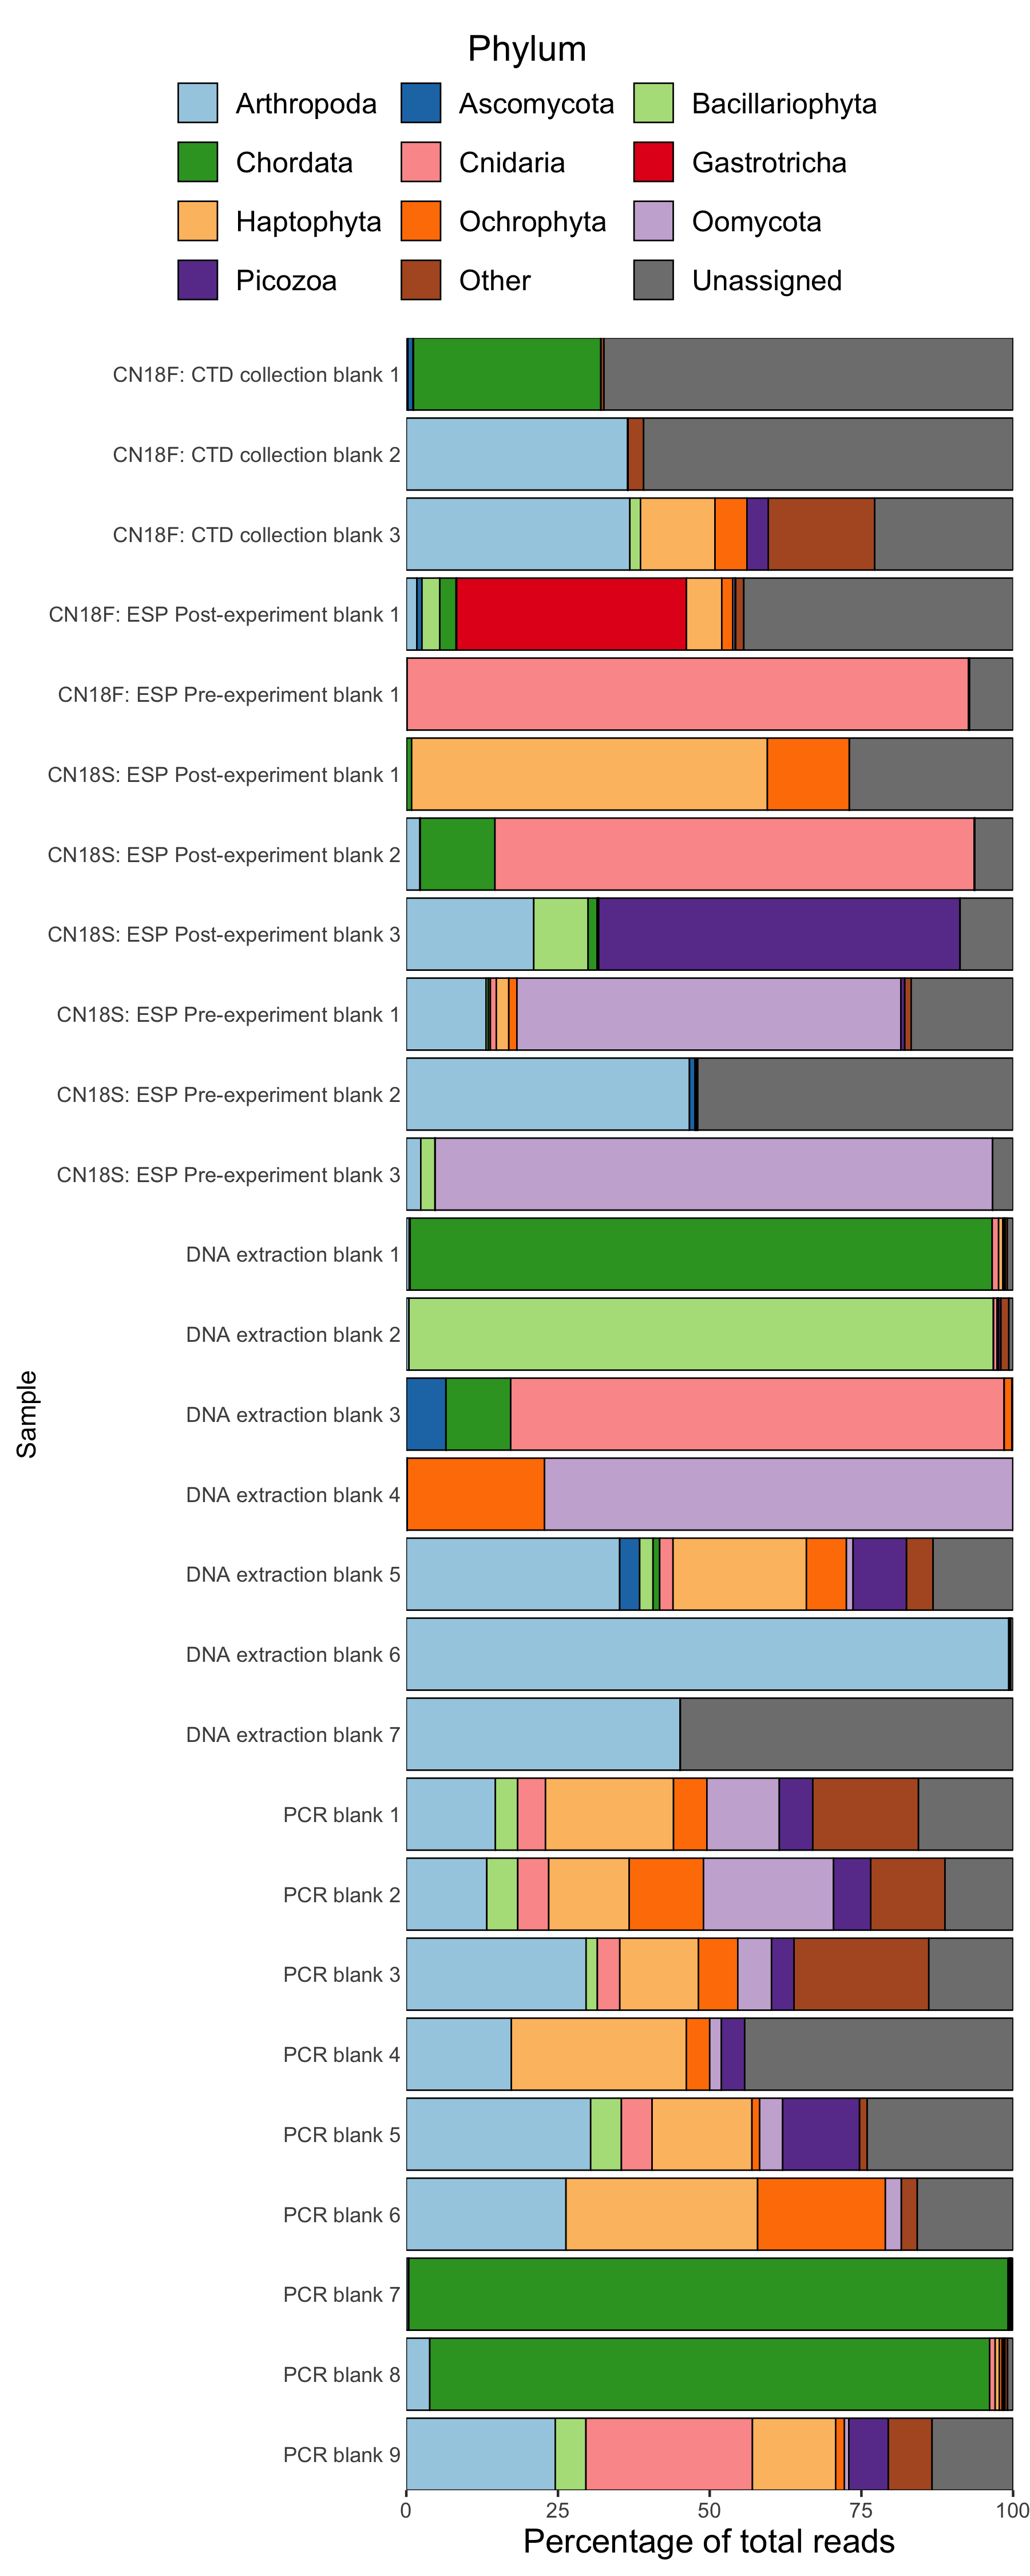 Phylum
Arthropoda Ascomycota Bacillariophyta
Chordata Cnidaria Gastrotricha
Haptophyta Ochrophyta Oomycota
Picozoa Other Unassigned
CN18F: CTD collection blank 1
CN18F: CTD collection blank 2
CN18F: CTD collection blank 3
CN18F: ESP Post-experiment blank 1
CN18F: ESP Pre-experiment blank 1
CN18S: ESP Post-experiment blank 1
CN18S: ESP Post-experiment blank 2
CN18S: ESP Post-experiment blank 3
CN18S: ESP Pre-experiment blank 1
CN18S: ESP Pre-experiment blank 2
CN18S: ESP Pre-experiment blank 3
DNA extraction blank 1
DNA extraction blank 2
DNA extraction blank 3
DNA extraction blank 4
DNA extraction blank 5
DNA extraction blank 6
DNA extraction blank 7
PCR blank 1
PCR blank 2
PCR blank 3
PCR blank 4
PCR blank 5
PCR blank 6
PCR blank 7
PCR blank 8
PCR blank 9
Sample
0 25 50 75 100
Percentage of total reads